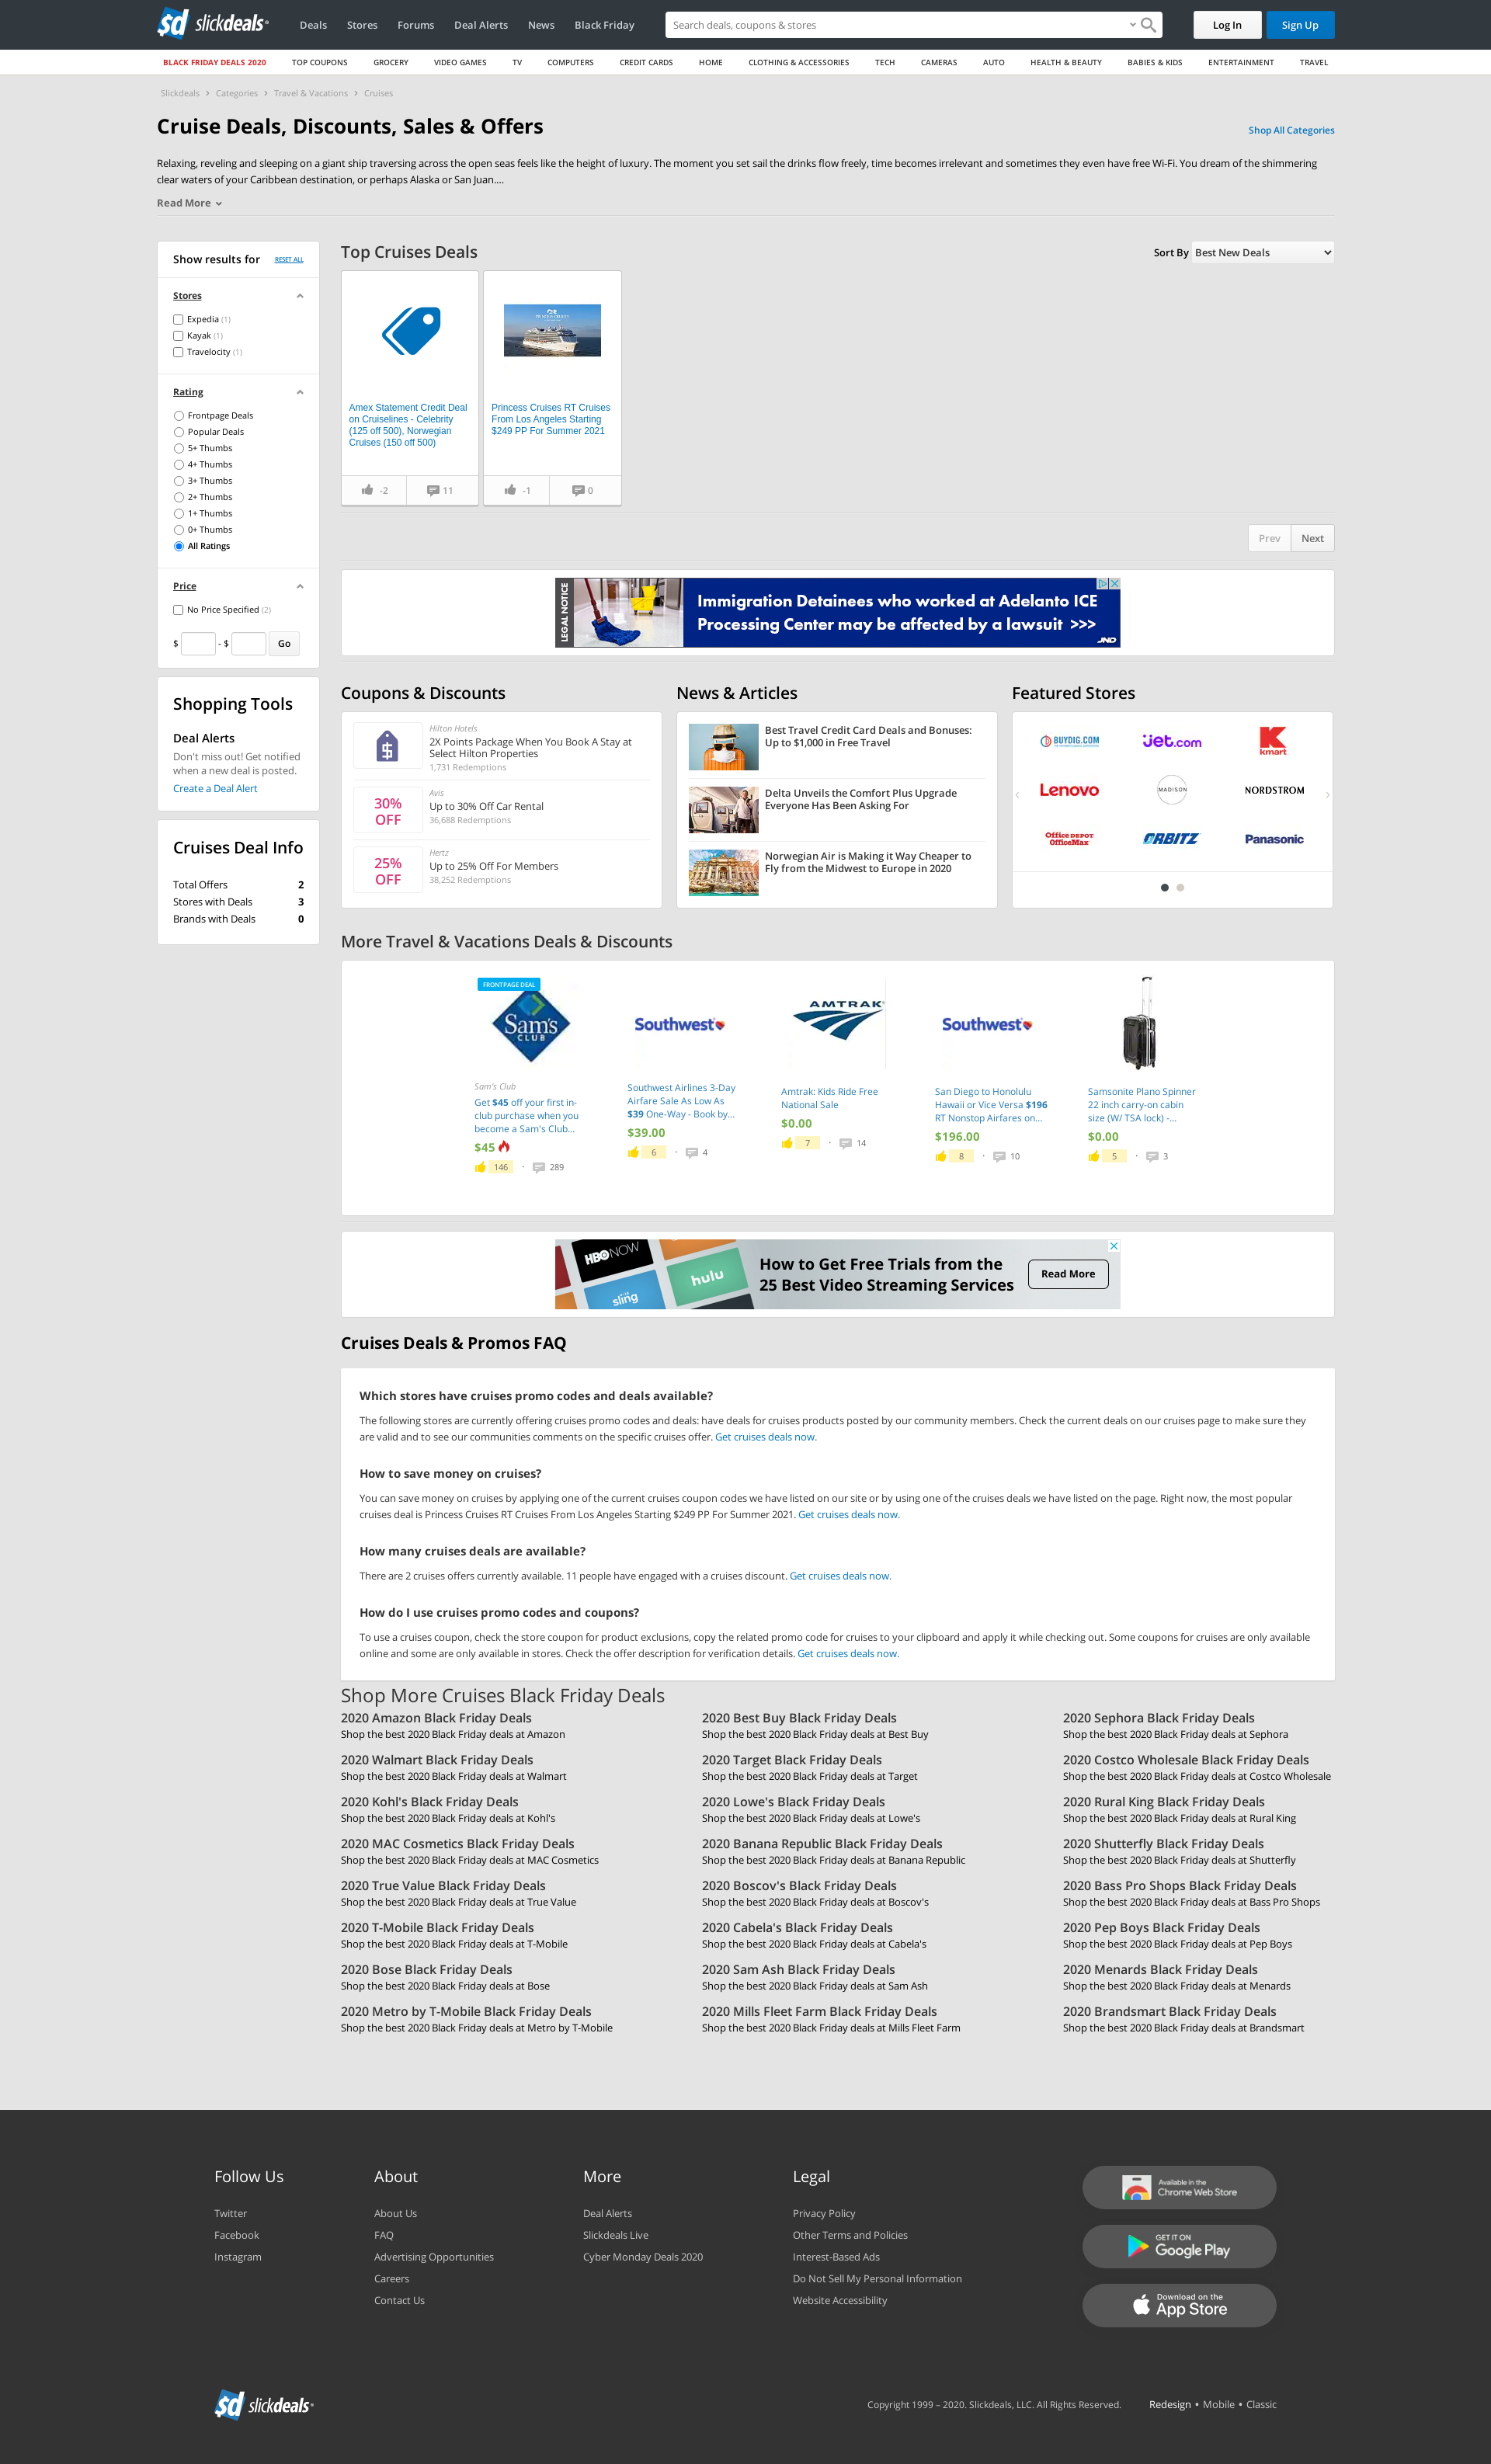 sd slickdeals
Deals
Stores
Forums
Deal Alerts
News
Black Friday
Search deals, coupons & stores
Log In
Sign Up
BLACK FRIDAY DEALS 2020
TOP COUPONS
GROCERY
VIDEO GAMES
TV
COMPUTERS
CREDIT CARDS
HOME
CLOTHING & ACCESSORIES
TECH
CAMERAS
AUTO
HEALTH & BEAUTY
BABIES & KIDS
ENTERTAINMENT
TRAVEL
Slickdeals > Categories > Travel & Vacations > Cruises
Cruise Deals, Discounts, Sales & Offers
Shop All Categories
Relaxing, reveling and sleeping on a giant ship traversing across the open seas feels like the height of luxury. The moment you set sail the drinks flow freely, time becomes irrelevant and sometimes they even have free Wi-Fi. You dream of the shimmering
clear waters of your Caribbean destination, or perhaps Alaska or San Juan....
Read More
Show results for
RESET ALL
Stores
Expedia (1)
Kayak (1)
Travelocity (1)
Rating
Frontpage Deals
Popular Deals
5+ Thumbs
4+ Thumbs
3+ Thumbs
2+ Thumbs
1+ Thumbs
0+ Thumbs
All Ratings
Price
No Price Specified (2)
$ - $ Go
Shopping Tools
Deal Alerts
Don't miss out! Get notified
when a new deal is posted.
Create a Deal Alert
Cruises Deal Info
Total Offers 2
Stores with Deals 3
Brands with Deals 0
Top Cruises Deals
Sort By Best New Deals
Amex Statement Credit Deal
on Cruiselines - Celebrity
(125 off 500), Norwegian
Cruises (150 off 500)
-2
11
Princess Cruises RT Cruises
From Los Angeles Starting
$249 PP For Summer 2021
-1
0
Prev
Next
LEGAL NOTICE
Immigration Detainees who worked at Adelanto ICE
Processing Center may be affected by a lawsuit >>>
JND
Coupons & Discounts
Hilton Hotels
2X Points Package When You Book A Stay at
Select Hilton Properties
1,731 Redemptions
30%
OFF
Avis
Up to 30% Off Car Rental
36,688 Redemptions
25%
OFF
Hertz
Up to 25% Off For Members
38,252 Redemptions
News & Articles
Best Travel Credit Card Deals and Bonuses:
Up to $1,000 in Free Travel
Delta Unveils the Comfort Plus Upgrade
Everyone Has Been Asking For
Norwegian Air is Making it Way Cheaper to
Fly from the Midwest to Europe in 2020
Featured Stores
BUYDIG.COM
jet.com
K
kmart
Lenovo
MADISON
NORDSTROM
Office DEPOT
OfficeMax
ORBITZ
Panasonic
More Travel & Vacations Deals & Discounts
FRONTPAGE DEAL
Sam's
CLUB
Sam's Club
Get $45 off your first in-
club purchase when you
become a Sam's Club...
$45
146 · 289
Southwest
Southwest Airlines 3-Day
Airfare Sale As Low As
$39 One-Way - Book by...
$39.00
6 · 4
AMTRAK
Amtrak: Kids Ride Free
National Sale
$0.00
7 · 14
Southwest
San Diego to Honolulu
Hawaii or Vice Versa $196
RT Nonstop Airfares on...
$196.00
8 · 10
Samsonite Plano Spinner
22 inch carry-on cabin
size (W/ TSA lock) -...
$0.00
5 · 3
HBO NOW
hulu
sling
How to Get Free Trials from the
25 Best Video Streaming Services
Read More
Cruises Deals & Promos FAQ
Which stores have cruises promo codes and deals available?
The following stores are currently offering cruises promo codes and deals: have deals for cruises products posted by our community members. Check the current deals on our cruises page to make sure they
are valid and to see our communities comments on the specific cruises offer. Get cruises deals now.
How to save money on cruises?
You can save money on cruises by applying one of the current cruises coupon codes we have listed on our site or by using one of the cruises deals we have listed on the page. Right now, the most popular
cruises deal is Princess Cruises RT Cruises From Los Angeles Starting $249 PP For Summer 2021. Get cruises deals now.
How many cruises deals are available?
There are 2 cruises offers currently available. 11 people have engaged with a cruises discount. Get cruises deals now.
How do I use cruises promo codes and coupons?
To use a cruises coupon, check the store coupon for product exclusions, copy the related promo code for cruises to your clipboard and apply it while checking out. Some coupons for cruises are only available
online and some are only available in stores. Check the offer description for verification details. Get cruises deals now.
Shop More Cruises Black Friday Deals
2020 Amazon Black Friday Deals
Shop the best 2020 Black Friday deals at Amazon
2020 Best Buy Black Friday Deals
Shop the best 2020 Black Friday deals at Best Buy
2020 Sephora Black Friday Deals
Shop the best 2020 Black Friday deals at Sephora
2020 Walmart Black Friday Deals
Shop the best 2020 Black Friday deals at Walmart
2020 Target Black Friday Deals
Shop the best 2020 Black Friday deals at Target
2020 Costco Wholesale Black Friday Deals
Shop the best 2020 Black Friday deals at Costco Wholesale
2020 Kohl's Black Friday Deals
Shop the best 2020 Black Friday deals at Kohl's
2020 Lowe's Black Friday Deals
Shop the best 2020 Black Friday deals at Lowe's
2020 Rural King Black Friday Deals
Shop the best 2020 Black Friday deals at Rural King
2020 MAC Cosmetics Black Friday Deals
Shop the best 2020 Black Friday deals at MAC Cosmetics
2020 Banana Republic Black Friday Deals
Shop the best 2020 Black Friday deals at Banana Republic
2020 Shutterfly Black Friday Deals
Shop the best 2020 Black Friday deals at Shutterfly
2020 True Value Black Friday Deals
Shop the best 2020 Black Friday deals at True Value
2020 Boscov's Black Friday Deals
Shop the best 2020 Black Friday deals at Boscov's
2020 Bass Pro Shops Black Friday Deals
Shop the best 2020 Black Friday deals at Bass Pro Shops
2020 T-Mobile Black Friday Deals
Shop the best 2020 Black Friday deals at T-Mobile
2020 Cabela's Black Friday Deals
Shop the best 2020 Black Friday deals at Cabela's
2020 Pep Boys Black Friday Deals
Shop the best 2020 Black Friday deals at Pep Boys
2020 Bose Black Friday Deals
Shop the best 2020 Black Friday deals at Bose
2020 Sam Ash Black Friday Deals
Shop the best 2020 Black Friday deals at Sam Ash
2020 Menards Black Friday Deals
Shop the best 2020 Black Friday deals at Menards
2020 Metro by T-Mobile Black Friday Deals
Shop the best 2020 Black Friday deals at Metro by T-Mobile
2020 Mills Fleet Farm Black Friday Deals
Shop the best 2020 Black Friday deals at Mills Fleet Farm
2020 Brandsmart Black Friday Deals
Shop the best 2020 Black Friday deals at Brandsmart
Follow Us
Twitter
Facebook
Instagram
About
About Us
FAQ
Advertising Opportunities
Careers
Contact Us
More
Deal Alerts
Slickdeals Live
Cyber Monday Deals 2020
Legal
Privacy Policy
Other Terms and Policies
Interest-Based Ads
Do Not Sell My Personal Information
Website Accessibility
Available in the
Chrome Web Store
GET IT ON
Google Play
Download on the
App Store
sd slickdeals
Copyright 1999 – 2020. Slickdeals, LLC. All Rights Reserved.
Redesign • Mobile • Classic